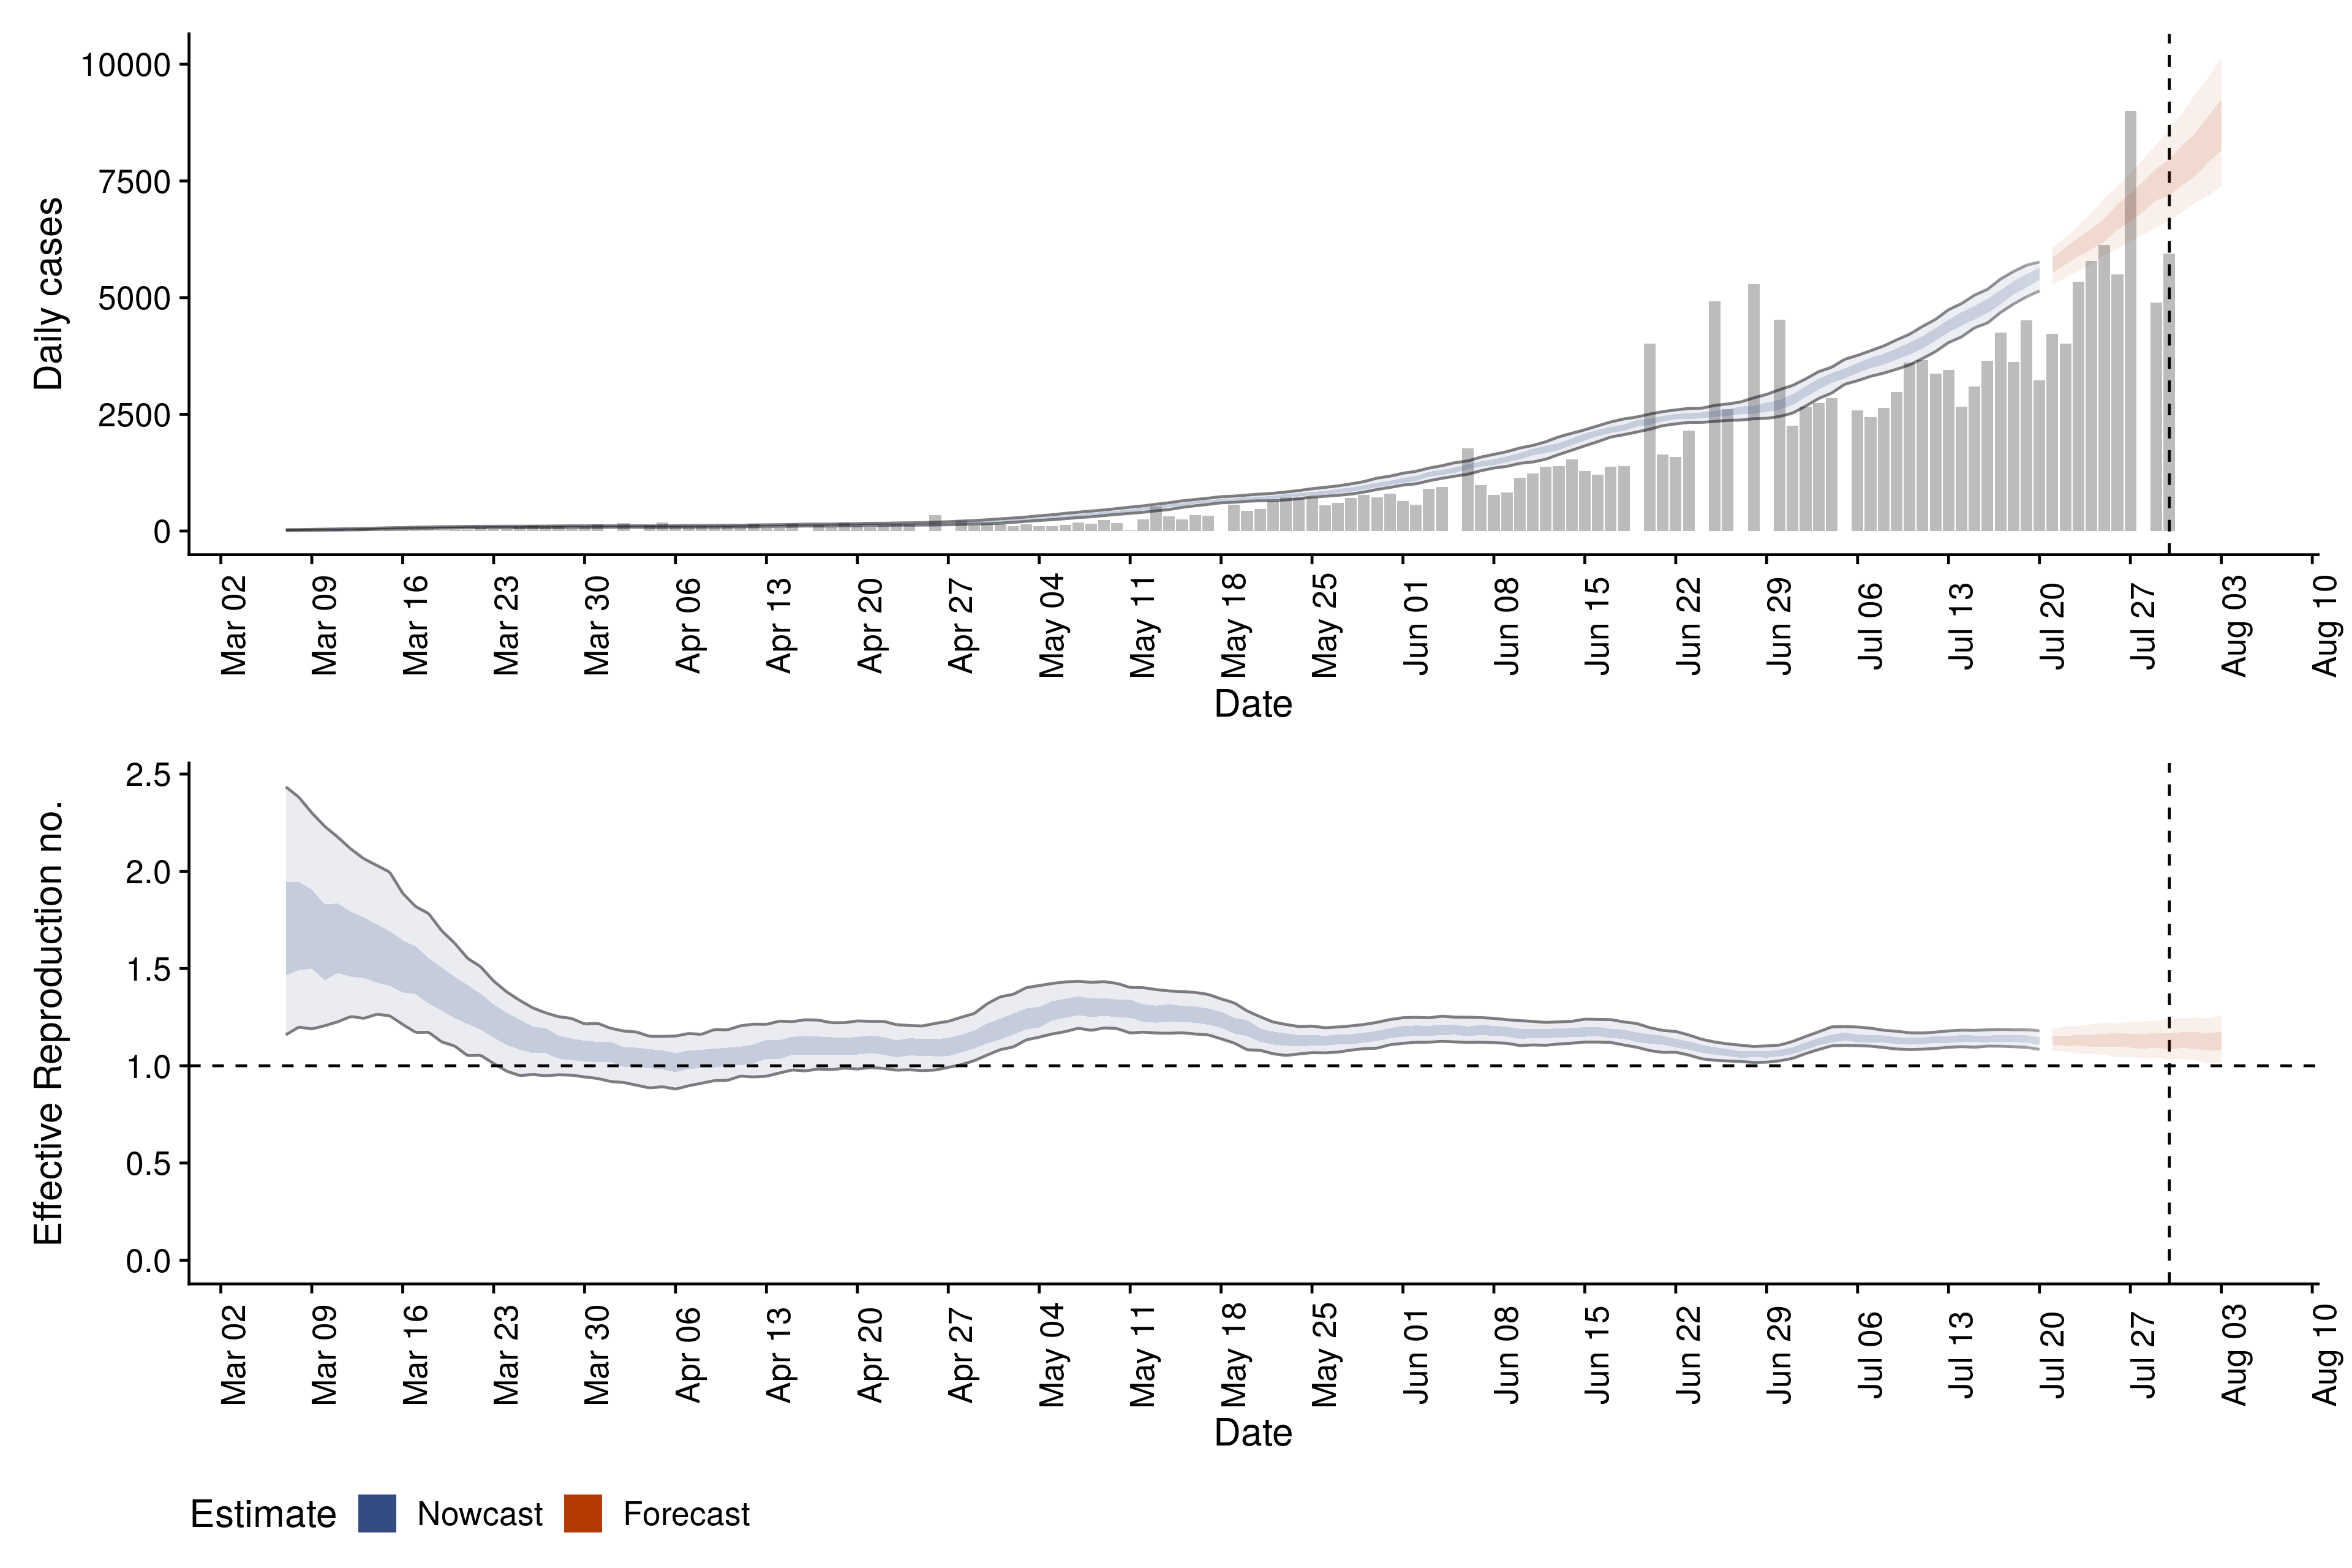 Daily cases
10000
7500
5000
2500
0
Mar 02 Mar 09 Mar 16 Mar 23 Mar 30 Apr 06 Apr 13 Apr 20 Apr 27 May 04 May 11 May 18 May 25 Jun 01 Jun 08 Jun 15 Jun 22 Jun 29 Jul 06 Jul 13 Jul 20 Jul 27 Aug 03 Aug 10
Date
Effective Reproduction no.
2.5
2.0
1.5
1.0
0.5
0.0
Mar 02 Mar 09 Mar 16 Mar 23 Mar 30 Apr 06 Apr 13 Apr 20 Apr 27 May 04 May 11 May 18 May 25 Jun 01 Jun 08 Jun 15 Jun 22 Jun 29 Jul 06 Jul 13 Jul 20 Jul 27 Aug 03 Aug 10
Date
Estimate Nowcast Forecast